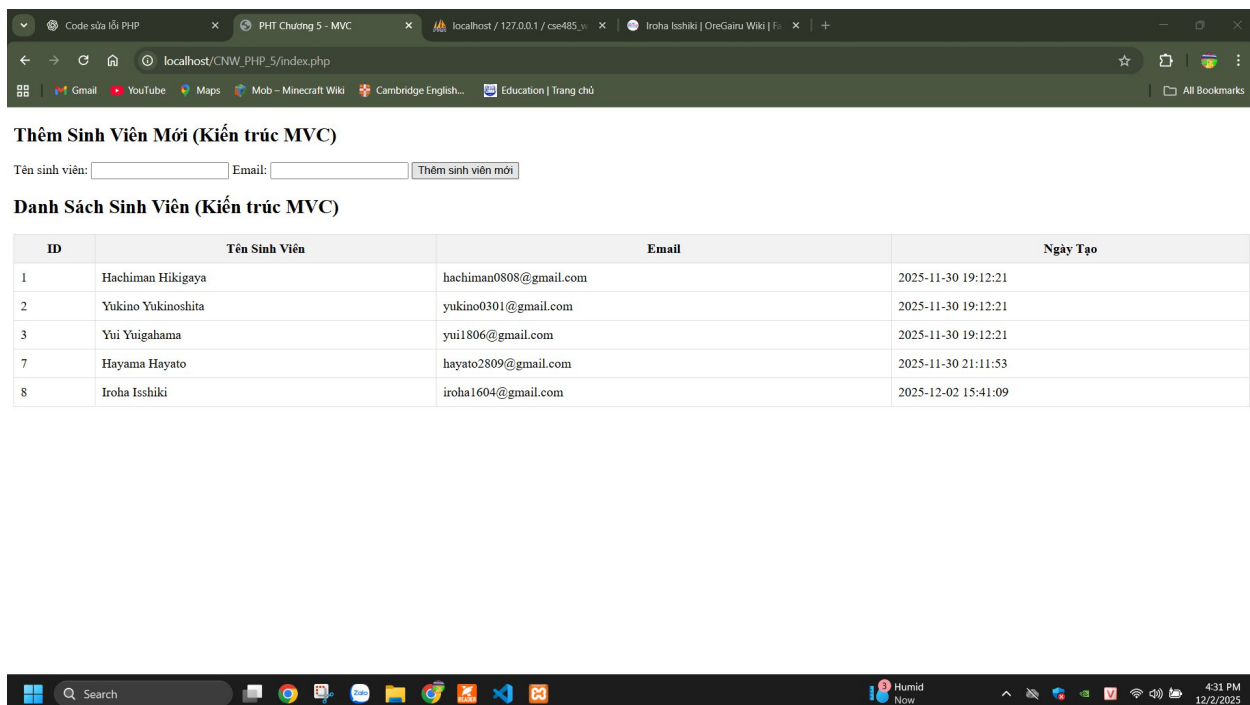 Code sửa lỗi PHP
PHT Chương 5 - MVC
localhost / 127.0.0.1 / cse485_w
Iroha Isshiki | OreGairu Wiki | Fa
localhost/CNW_PHP_5/index.php
Gmail YouTube Maps Mob – Minecraft Wiki Cambridge English... Education | Trang chủ All Bookmarks
Thêm Sinh Viên Mới (Kiến trúc MVC)
Tên sinh viên: Email: Thêm sinh viên mới
Danh Sách Sinh Viên (Kiến trúc MVC)
ID Tên Sinh Viên Email Ngày Tạo
1 Hachiman Hikigaya hachiman0808@gmail.com 2025-11-30 19:12:21
2 Yukino Yukinoshita yukino0301@gmail.com 2025-11-30 19:12:21
3 Yui Yuigahama yui1806@gmail.com 2025-11-30 19:12:21
7 Hayama Hayato hayato2809@gmail.com 2025-11-30 21:11:53
8 Iroha Isshiki iroha1604@gmail.com 2025-12-02 15:41:09
Search
Zalo
3 Humid
Now
V
4:31 PM
12/2/2025